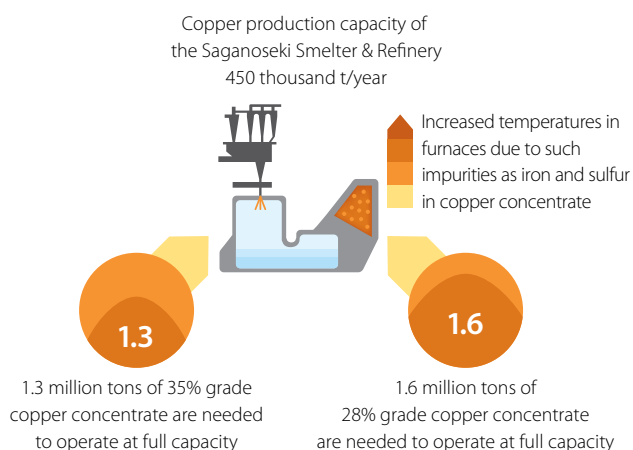 Copper production capacity of
the Saganoseki Smelter & Refinery
450 thousand t/year
Increased temperatures in
furnaces due to such
impurities as iron and sulfur
in copper concentrate
1.3
1.3 million tons of 35% grade
copper concentrate are needed
to operate at full capacity
1.6
1.6 million tons of
28% grade copper concentrate
are needed to operate at full capacity